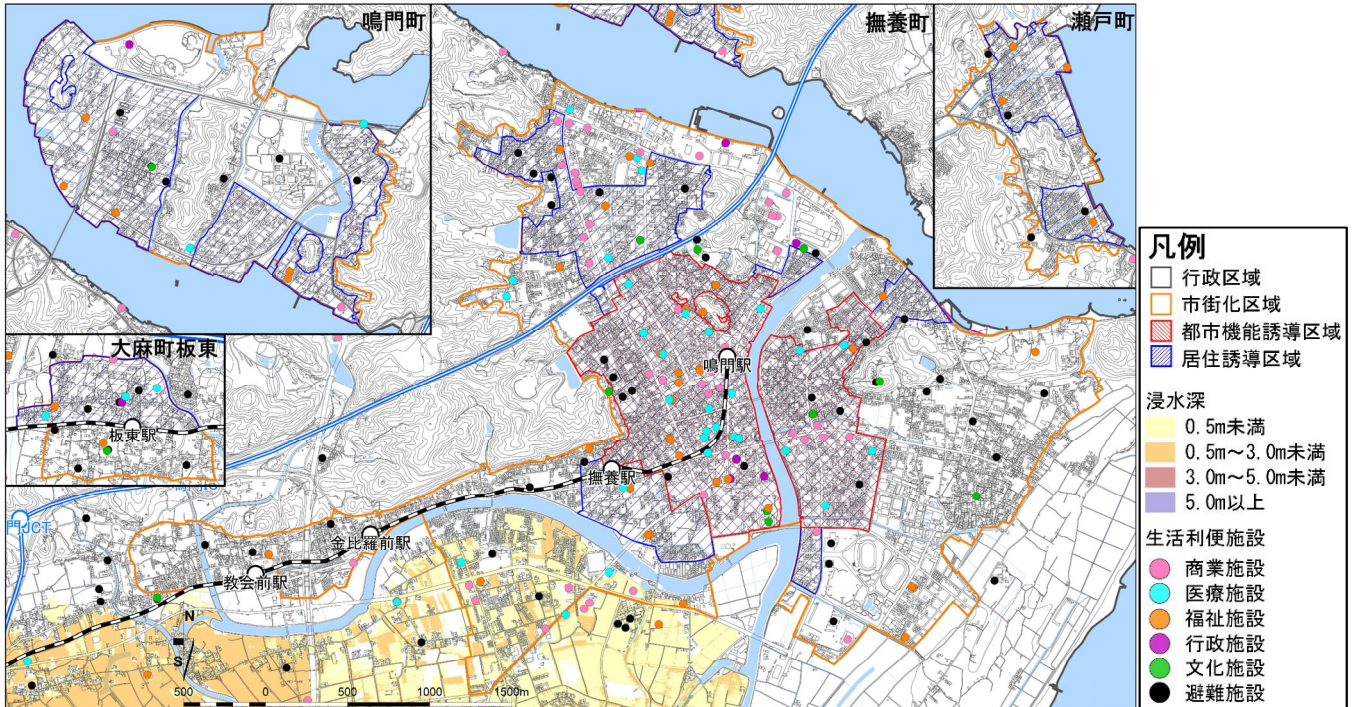 鳴門町
撫養町
瀬戸町
大麻町板東
板東駅
鳴門駅
撫養駅
金比羅前駅
教会前駅
門JCT
N
S
500 0 500 1000 1500m
凡例
行政区域
市街化区域
都市機能誘導区域
居住誘導区域
浸水深
0.5m未満
0.5m～3.0m未満
3.0m～5.0m未満
5.0m以上
生活利便施設
商業施設
医療施設
福祉施設
行政施設
文化施設
避難施設